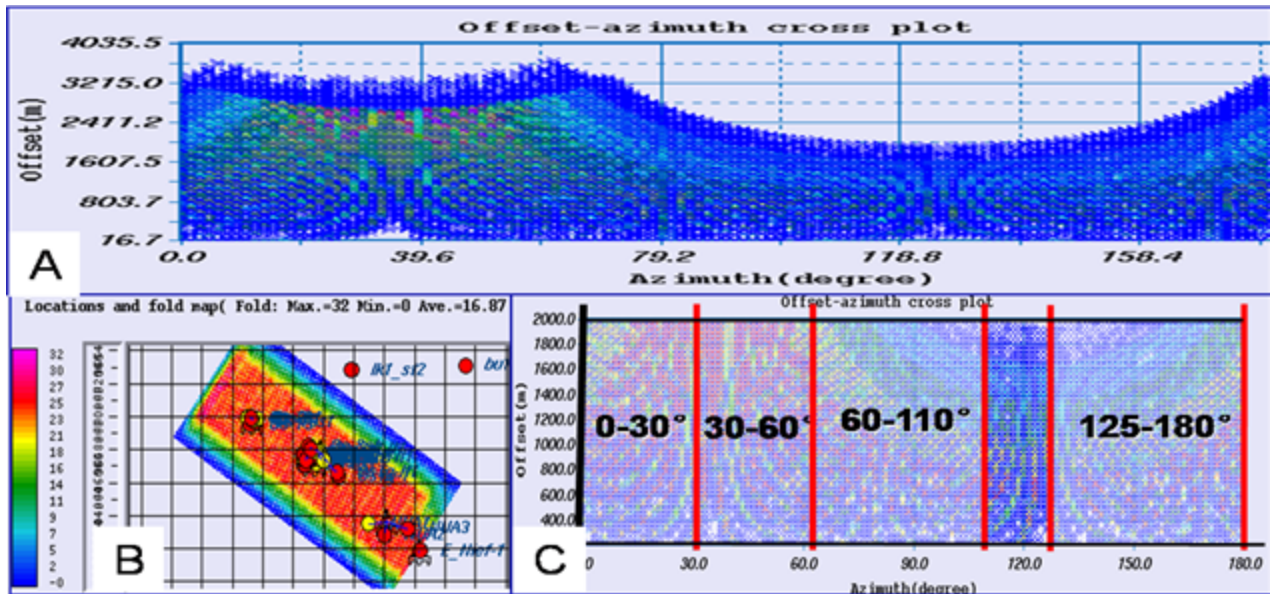 Offset-azimuth cross plot
4035.5
3215.0
2411.2
1607.5
803.7
16.7
Offset(m)
0.0 39.6 79.2 118.8 158.4
Azimuth(degree)
A
Locations and fold map( Fold: Max.=32 Min.=0 Ave.=16.87
32
30
27
25
23
21
18
16
14
11
9
7
5
2
-0
B
Offset-azimuth cross plot
2000.0
1800.0
1600.0
1400.0
1200.0
1000.0
800.0
600.0
400.0
Offset(m)
0-30° 30-60° 60-110° 125-180°
0 30.0 60.0 90.0 120.0 150.0 180.0
Azimuth(degree)
C